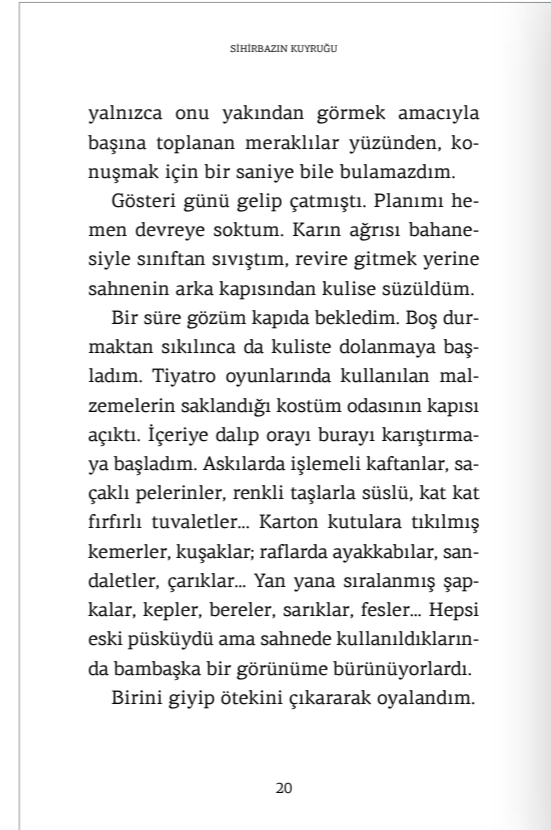 SİHİRBAZIN KUYRUĞU
yalnızca onu yakından görmek amacıyla
başına toplanan meraklılar yüzünden, ko-
nuşmak için bir saniye bile bulamazdım.
Gösteri günü gelip çatmıştı. Planımı he-
men devreye soktum. Karın ağrısı bahane-
siyle sınıftan sıvıştım, revire gitmek yerine
sahnenin arka kapısından kulise süzüldüm.
Bir süre gözüm kapıda bekledim. Boş dur-
maktan sıkılınca da kuliste dolanmaya baş-
ladım. Tiyatro oyunlarında kullanılan mal-
zemelerin saklandığı kostüm odasının kapısı
açıktı. İçeriye dalıp orayı burayı karıştırma-
ya başladım. Askılarda işlemeli kaftanlar, sa-
çaklı pelerinler, renkli taşlarla süslü, kat kat
fırfırlı tuvaletler... Karton kutulara tıkılmış
kemerler, kuşaklar; raflarda ayakkabılar, san-
daletler, çarıklar... Yan yana sıralanmış şap-
kalar, kepler, bereler, sarıklar, fesler... Hepsi
eski püsküydü ama sahnede kullanıldıkların-
da bambaşka bir görünüme bürünüyorlardı.
Birini giyip ötekini çıkararak oyalandım.
20